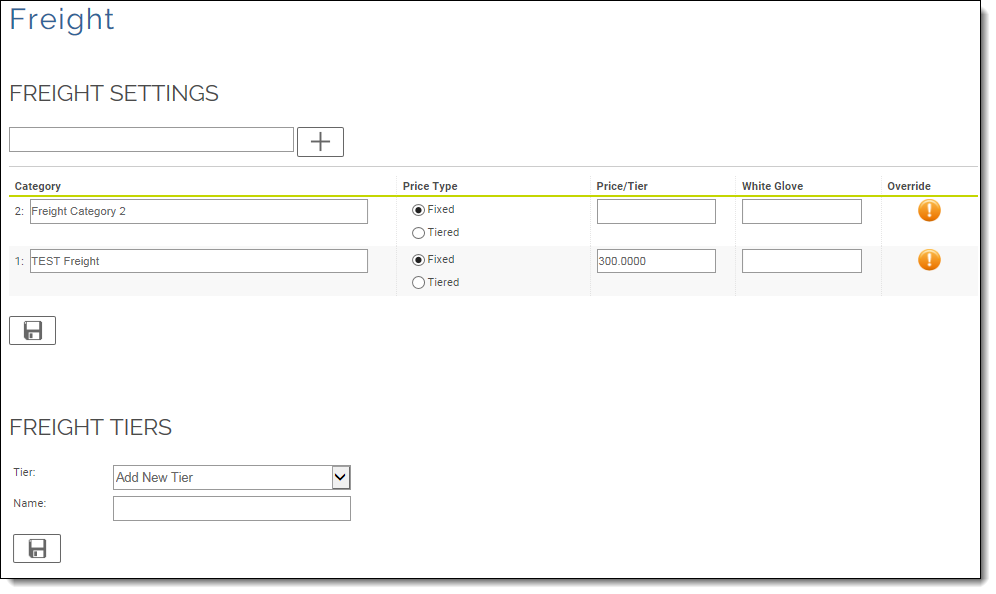 Freight
FREIGHT SETTINGS
Category Price Type Price/Tier White Glove Override
2: Freight Category 2 Fixed
Tiered
1: TEST Freight Fixed 300.0000
Tiered
FREIGHT TIERS
Tier: Add New Tier
Name: